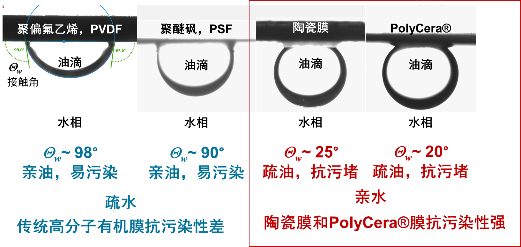 聚偏氟乙烯，PVDF
聚醚砜，PSF
陶瓷膜
PolyCera®
油滴
油滴
油滴
油滴
98.0°
97.0°
Θw
接触角
水相
水相
水相
水相
Θw~ 98°
Θw~ 90°
Θw~ 25°
Θw~ 20°
亲油，易污染
亲油，易污染
疏油，抗污堵
疏油，抗污堵
疏水
亲水
传统高分子有机膜抗污染性差
陶瓷膜和PolyCera®膜抗污染性强